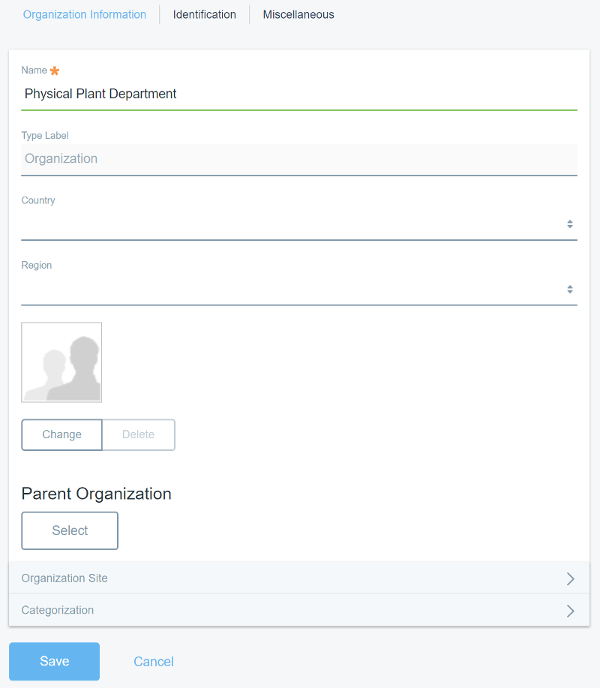 Organization Information Identification Miscellaneous
Name *
Physical Plant Department
Type Label
Organization
Country
Region
Change Delete
Parent Organization
Select
Organization Site
Categorization
Save Cancel